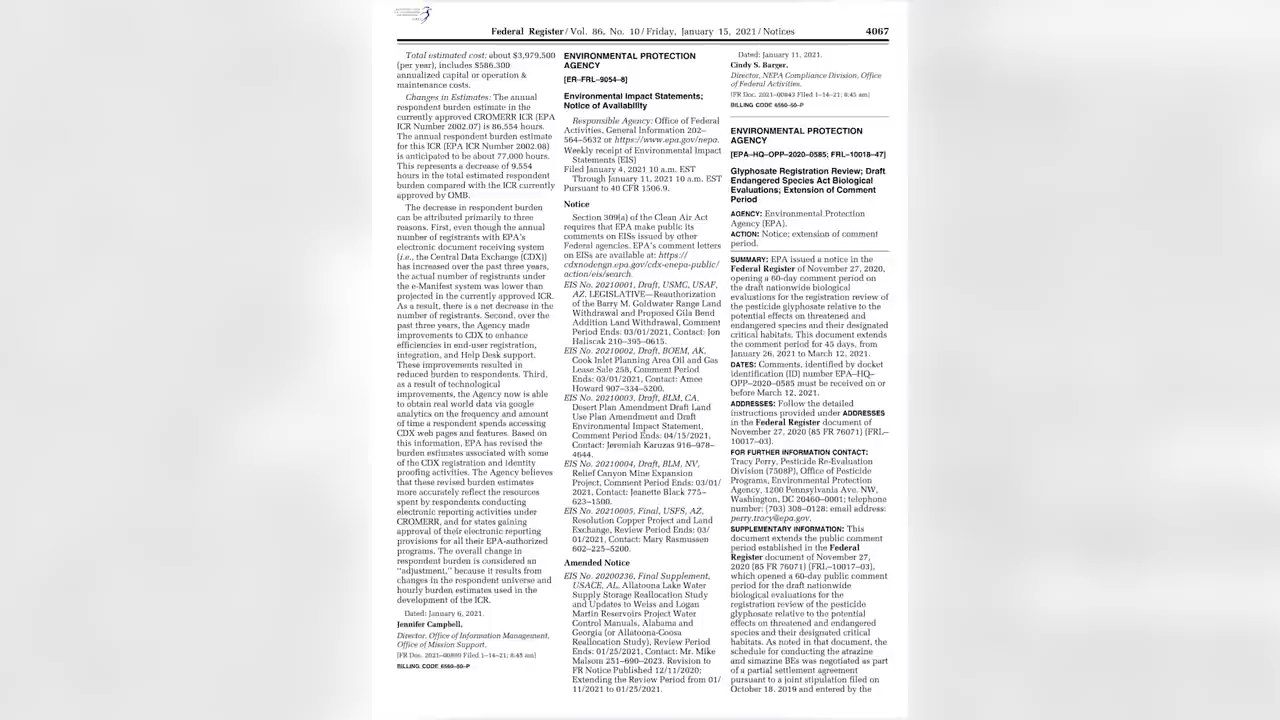 Federal Register / Vol. 86, No. 10 / Friday, January 15, 2021 / Notices
4067
Total estimated cost: about $3,979,500
(per year), includes $586,300
annualized capital or operation &
maintenance costs.
Changes in Estimates: The annual
respondent burden estimate in the
currently approved CROMERR ICR (EPA
ICR Number 2002.07) is 86,554 hours.
The annual respondent burden estimate
for this ICR (EPA ICR Number 2002.08)
is anticipated to be about 77,000 hours.
This represents a decrease of 9,554
hours in the total estimated respondent
burden compared with the ICR currently
approved by OMB.
The decrease in respondent burden
can be attributed primarily to three
reasons. First, even though the annual
number of registrants with EPA's
electronic document receiving system
(i.e., the Central Data Exchange (CDX))
has increased over the past three years,
the actual number of registrants under
the e-Manifest system was lower than
projected in the currently approved ICR.
As a result, there is a net decrease in the
number of registrants. Second, over the
past three years, the Agency made
improvements to CDX to enhance
efficiencies in end-user registration,
integration, and Help Desk support.
These improvements resulted in
reduced burden to respondents. Third,
as a result of technological
improvements, the Agency now is able
to obtain real world data via google
analytics on the frequency and amount
of time a respondent spends accessing
CDX web pages and features. Based on
this information, EPA has revised the
burden estimates associated with some
of the CDX registration and identity
proofing activities. The Agency believes
that these revised burden estimates
more accurately reflect the resources
spent by respondents conducting
electronic reporting activities under
CROMERR, and for states gaining
approval of their electronic reporting
provisions for all their EPA-authorized
programs. The overall change in
respondent burden is considered an
"adjustment," because it results from
changes in the respondent universe and
hourly burden estimates used in the
development of the ICR.
Dated: January 6, 2021.
Jennifer Campbell,
Director, Office of Information Management,
Office of Mission Support.
[FR Doc. 2021–00899 Filed 1–14–21; 8:45 am]
BILLING CODE 6560–50–P
ENVIRONMENTAL PROTECTION
AGENCY
[ER–FRL–9054–8]
Environmental Impact Statements;
Notice of Availability
Responsible Agency: Office of Federal
Activities, General Information 202–
564–5632 or https://www.epa.gov/nepa.
Weekly receipt of Environmental Impact
Statements (EIS)
Filed January 4, 2021 10 a.m. EST
Through January 11, 2021 10 a.m. EST
Pursuant to 40 CFR 1506.9.
Notice
Section 309(a) of the Clean Air Act
requires that EPA make public its
comments on EISs issued by other
Federal agencies. EPA's comment letters
on EISs are available at: https://
cdxnodengn.epa.gov/cdx-enepa-public/
action/eis/search.
EIS No. 20210001, Draft, USMC, USAF,
AZ, LEGISLATIVE—Reauthorization
of the Barry M. Goldwater Range Land
Withdrawal and Proposed Gila Bend
Addition Land Withdrawal, Comment
Period Ends: 03/01/2021, Contact: Jon
Haliscak 210–395–0615.
EIS No. 20210002, Draft, BOEM, AK,
Cook Inlet Planning Area Oil and Gas
Lease Sale 258, Comment Period
Ends: 03/01/2021, Contact: Amee
Howard 907–334–5200.
EIS No. 20210003, Draft, BLM, CA,
Desert Plan Amendment Draft Land
Use Plan Amendment and Draft
Environmental Impact Statement,
Comment Period Ends: 04/15/2021,
Contact: Jeremiah Karuzas 916–978–
4644.
EIS No. 20210004, Draft, BLM, NV,
Relief Canyon Mine Expansion
Project, Comment Period Ends: 03/01/
2021, Contact: Jeanette Black 775–
623–1500.
EIS No. 20210005, Final, USFS, AZ,
Resolution Copper Project and Land
Exchange, Review Period Ends: 03/
01/2021, Contact: Mary Rasmussen
602–225–5200.
Amended Notice
EIS No. 20200236, Final Supplement,
USACE, AL, Allatoona Lake Water
Supply Storage Reallocation Study
and Updates to Weiss and Logan
Martin Reservoirs Project Water
Control Manuals, Alabama and
Georgia (or Allatoona-Coosa
Reallocation Study), Review Period
Ends: 01/25/2021, Contact: Mr. Mike
Malsom 251–690–2023. Revision to
FR Notice Published 12/11/2020;
Extending the Review Period from 01/
11/2021 to 01/25/2021.
Dated: January 11, 2021.
Cindy S. Barger,
Director, NEPA Compliance Division, Office
of Federal Activities.
[FR Doc. 2021–00843 Filed 1–14–21; 8:45 am]
BILLING CODE 6560–50–P
ENVIRONMENTAL PROTECTION
AGENCY
[EPA–HQ–OPP–2020–0585; FRL–10018–47]
Glyphosate Registration Review; Draft
Endangered Species Act Biological
Evaluations; Extension of Comment
Period
AGENCY: Environmental Protection
Agency (EPA).
ACTION: Notice; extension of comment
period.
SUMMARY: EPA issued a notice in the
Federal Register of November 27, 2020,
opening a 60-day comment period on
the draft nationwide biological
evaluations for the registration review of
the pesticide glyphosate relative to the
potential effects on threatened and
endangered species and their designated
critical habitats. This document extends
the comment period for 45 days, from
January 26, 2021 to March 12, 2021.
DATES: Comments, identified by docket
identification (ID) number EPA–HQ–
OPP–2020–0585 must be received on or
before March 12, 2021.
ADDRESSES: Follow the detailed
instructions provided under ADDRESSES
in the Federal Register document of
November 27, 2020 (85 FR 76071) (FRL–
10017–03).
FOR FURTHER INFORMATION CONTACT:
Tracy Perry, Pesticide Re-Evaluation
Division (7508P), Office of Pesticide
Programs, Environmental Protection
Agency, 1200 Pennsylvania Ave. NW,
Washington, DC 20460–0001; telephone
number: (703) 308–0128; email address:
perry.tracy@epa.gov.
SUPPLEMENTARY INFORMATION: This
document extends the public comment
period established in the Federal
Register document of November 27,
2020 (85 FR 76071) (FRL–10017–03),
which opened a 60-day public comment
period for the draft nationwide
biological evaluations for the
registration review of the pesticide
glyphosate relative to the potential
effects on threatened and endangered
species and their designated critical
habitats. As noted in that document, the
schedule for conducting the atrazine
and simazine BEs was negotiated as part
of a partial settlement agreement
pursuant to a joint stipulation filed on
October 18, 2019 and entered by the